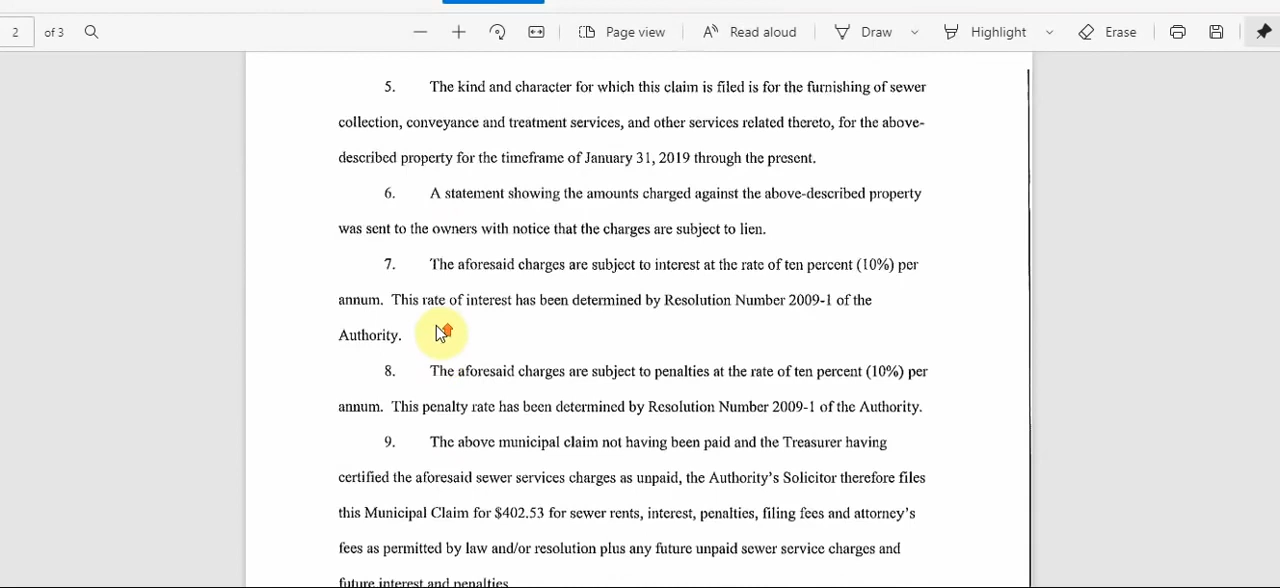 2 of 3 Page view Read aloud Draw Highlight Erase
5. The kind and character for which this claim is filed is for the furnishing of sewer
collection, conveyance and treatment services, and other services related thereto, for the above-
described property for the timeframe of January 31, 2019 through the present.
6. A statement showing the amounts charged against the above-described property
was sent to the owners with notice that the charges are subject to lien.
7. The aforesaid charges are subject to interest at the rate of ten percent (10%) per
annum. This rate of interest has been determined by Resolution Number 2009-1 of the
Authority.
8. The aforesaid charges are subject to penalties at the rate of ten percent (10%) per
annum. This penalty rate has been determined by Resolution Number 2009-1 of the Authority.
9. The above municipal claim not having been paid and the Treasurer having
certified the aforesaid sewer services charges as unpaid, the Authority's Solicitor therefore files
this Municipal Claim for $402.53 for sewer rents, interest, penalties, filing fees and attorney's
fees as permitted by law and/or resolution plus any future unpaid sewer service charges and
future interest and penalties